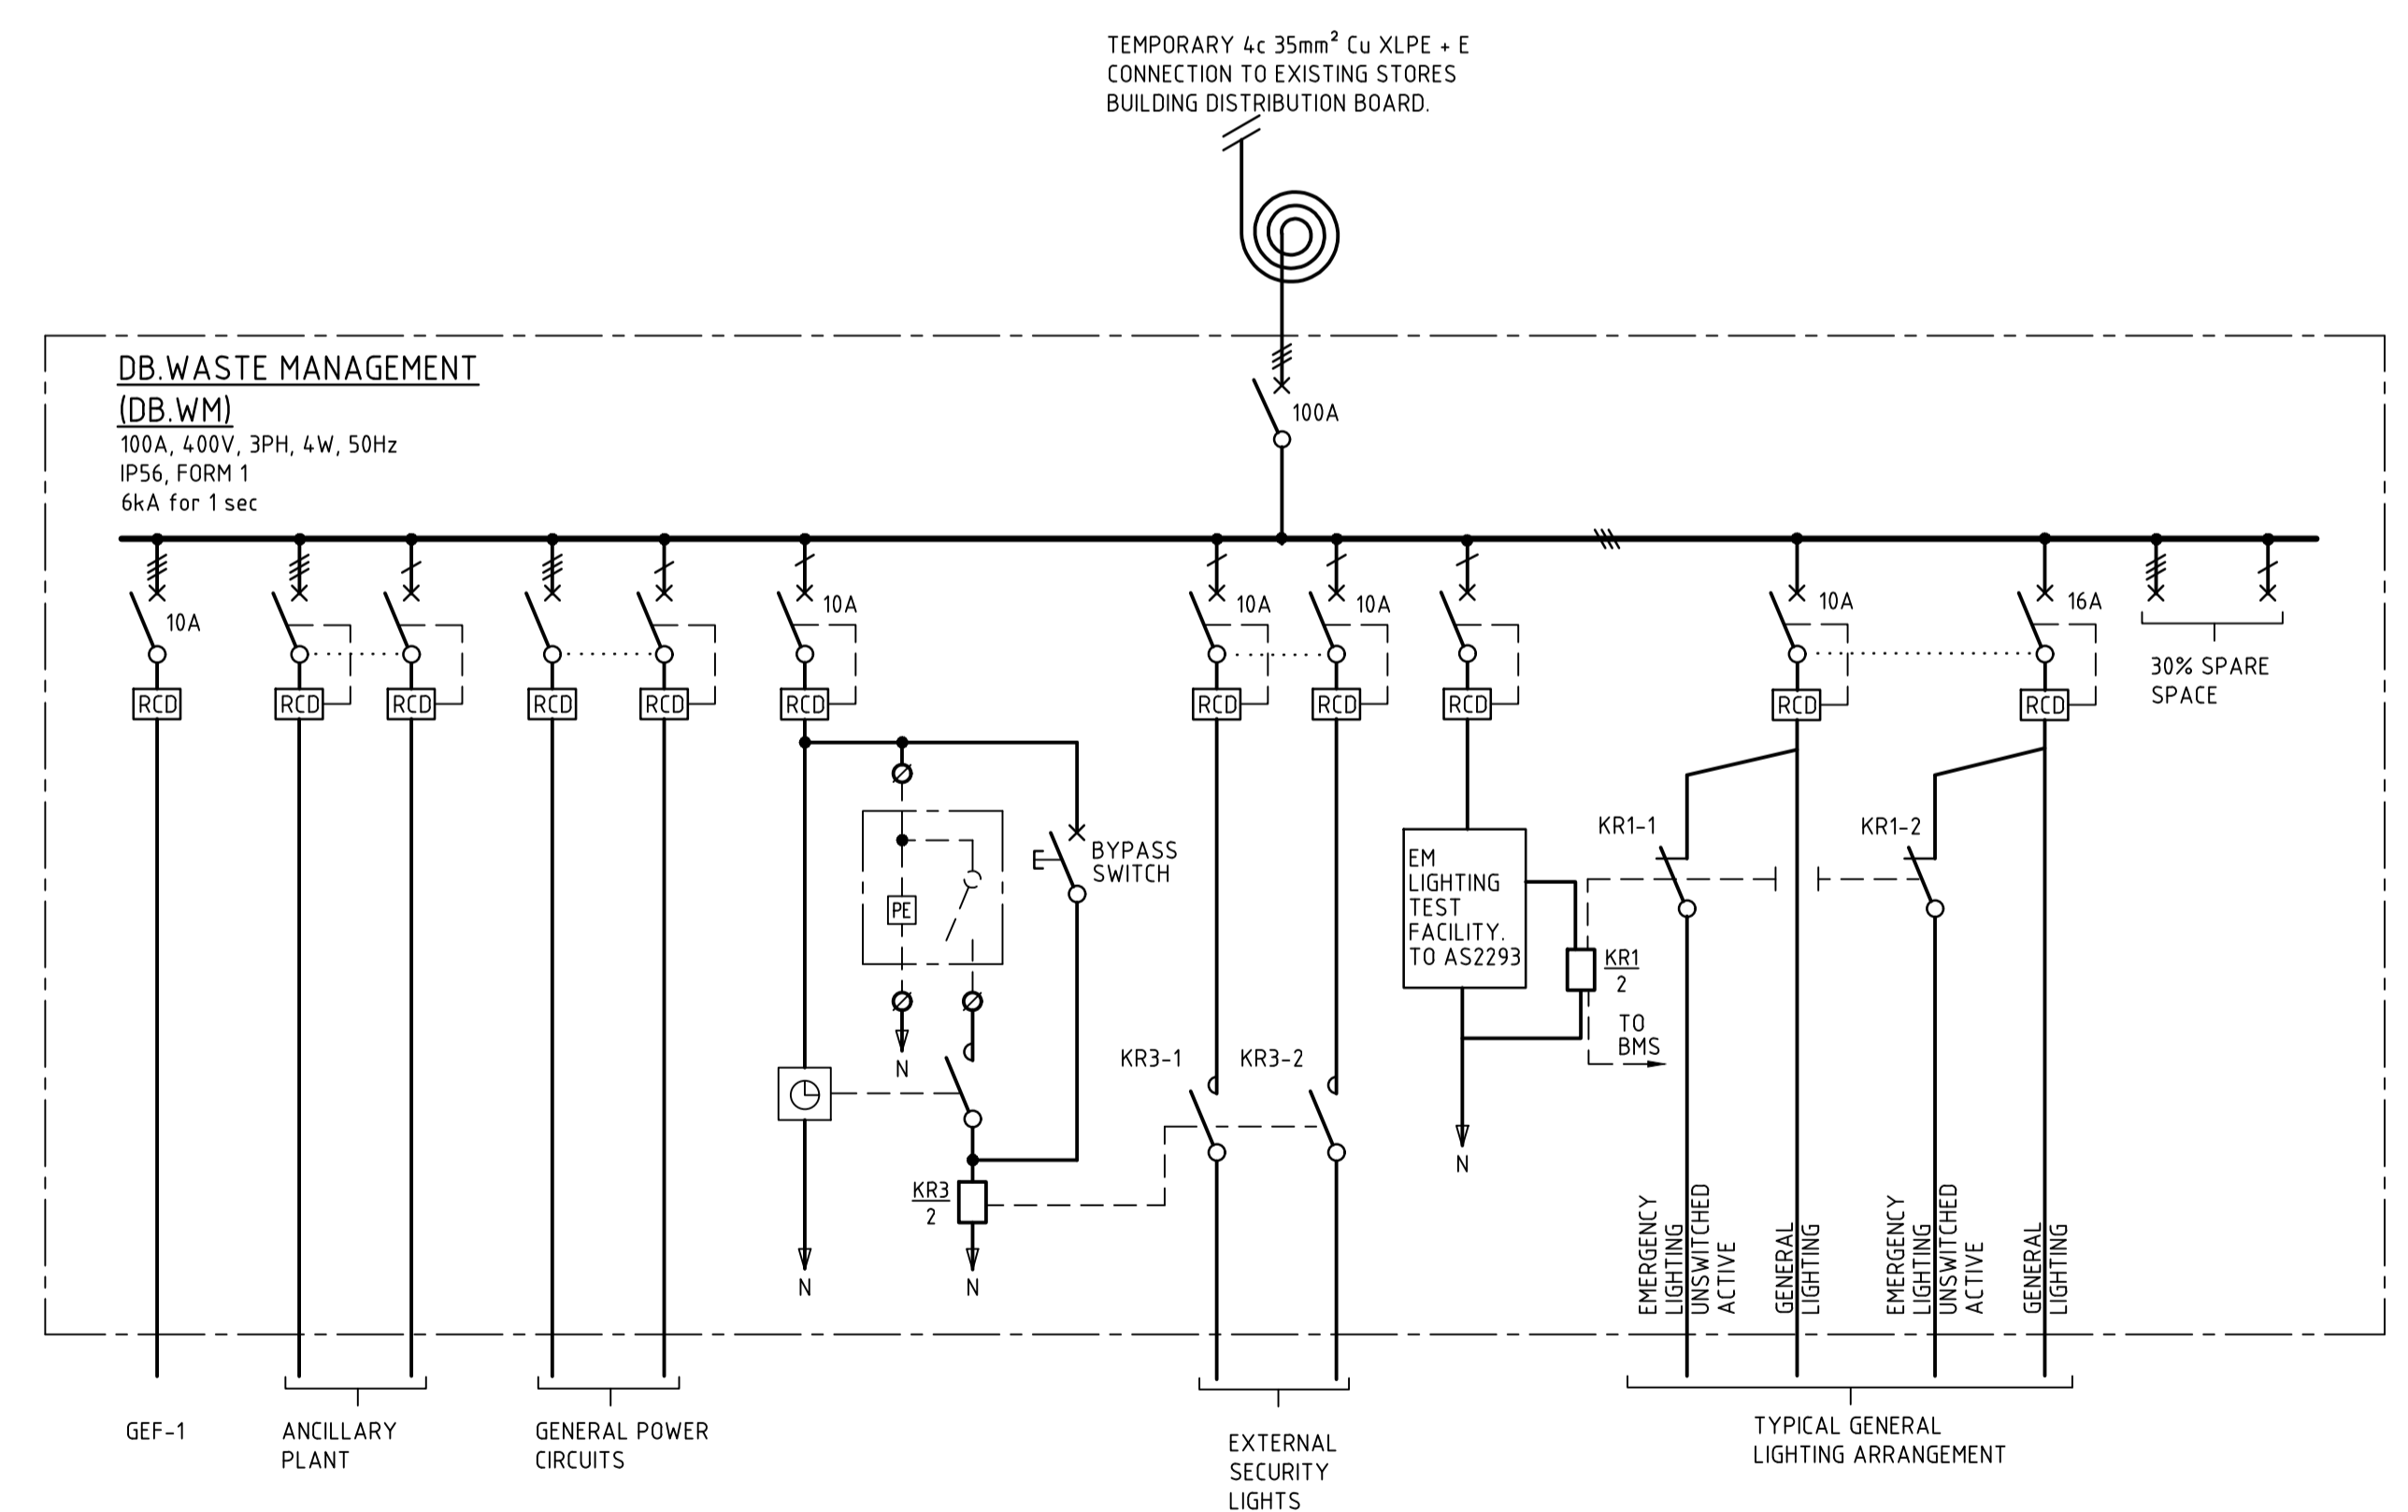 TEMPORARY 4c 35mm² Cu XLPE + E
CONNECTION TO EXISTING STORES
BUILDING DISTRIBUTION BOARD.
DB.WASTE MANAGEMENT
(DB.WM)
100A, 400V, 3PH, 4W, 50Hz
IP56, FORM 1
6kA for 1 sec
100A
10A
10A
10A
10A
10A
16A
30% SPARE
SPACE
RCD
RCD
RCD
RCD
RCD
RCD
RCD
RCD
RCD
RCD
RCD
PE
BYPASS
SWITCH
N
N
KR3
2
N
KR3-1
KR3-2
EM
LIGHTING
TEST
FACILITY.
TO AS2293
KR1
2
TO
BMS
N
KR1-1
KR1-2
EMERGENCY
LIGHTING
UNSWITCHED
ACTIVE
GENERAL
LIGHTING
EMERGENCY
LIGHTING
UNSWITCHED
ACTIVE
GENERAL
LIGHTING
GEF-1
ANCILLARY
PLANT
GENERAL POWER
CIRCUITS
EXTERNAL
SECURITY
LIGHTS
TYPICAL GENERAL
LIGHTING ARRANGEMENT